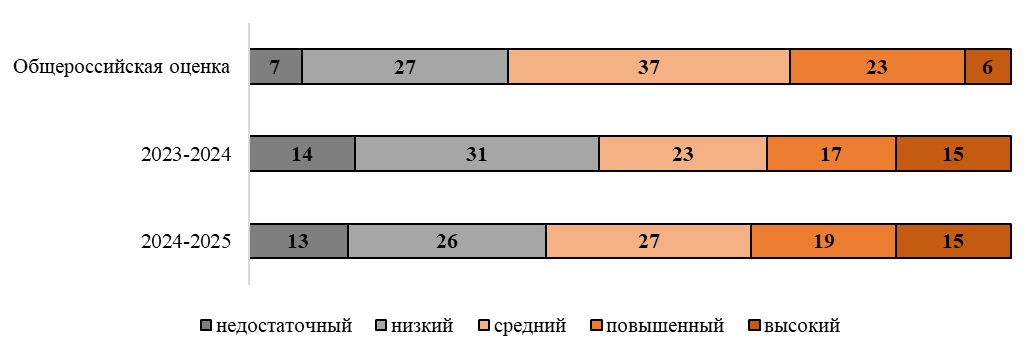 Общероссийская оценка 7 27 37 23 6
2023-2024 14 31 23 17 15
2024-2025 13 26 27 19 15
недостаточный низкий средний повышенный высокий